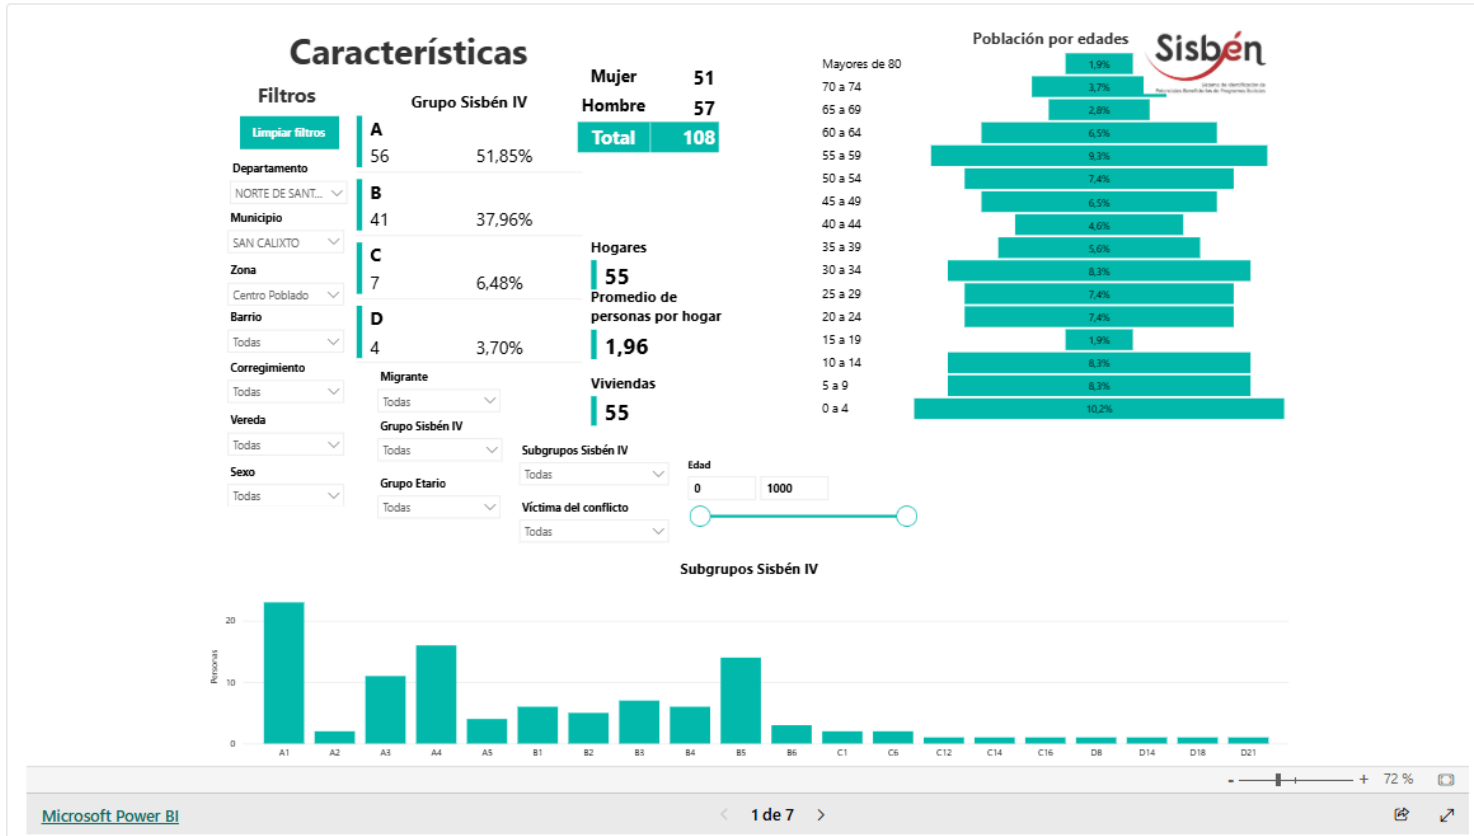 Características
Filtros
Limpiar filtros
Departamento
NORTE DE SANT...
Municipio
SAN CALIXTO
Zona
Centro Poblado
Barrio
Todas
Corregimiento
Todas
Vereda
Todas
Sexo
Todas
Grupo Sisbén IV
A
56 51,85%
B
41 37,96%
C
7 6,48%
D
4 3,70%
Migrante
Todas
Grupo Sisbén IV
Todas
Grupo Etario
Todas
Mujer 51
Hombre 57
Total 108
Hogares
55
Promedio de
personas por hogar
1,96
Viviendas
55
Subgrupos Sisbén IV
Todas
Víctima del conflicto
Todas
Edad
0 1000
Población por edades
Sisbén
Sistema de Identificación de
Potenciales Beneficiarios de Programas Sociales
Mayores de 80 1,9%
70 a 74 3,7%
65 a 69 2,8%
60 a 64 6,5%
55 a 59 9,3%
50 a 54 7,4%
45 a 49 6,5%
40 a 44 4,6%
35 a 39 5,6%
30 a 34 8,3%
25 a 29 7,4%
20 a 24 7,4%
15 a 19 1,9%
10 a 14 8,3%
5 a 9 8,3%
0 a 4 10,2%
Subgrupos Sisbén IV
Personas
20
10
0
A1 A2 A3 A4 A5 B1 B2 B3 B4 B5 B6 C1 C6 C12 C14 C16 D8 D14 D18 D21
- + 72 %
Microsoft Power BI
1 de 7